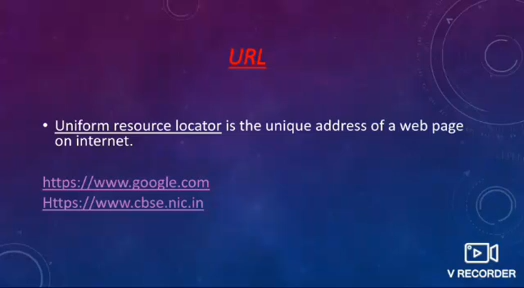 URL
• Uniform resource locator is the unique address of a web page
on internet.
https://www.google.com
Https://www.cbse.nic.in
V RECORDER